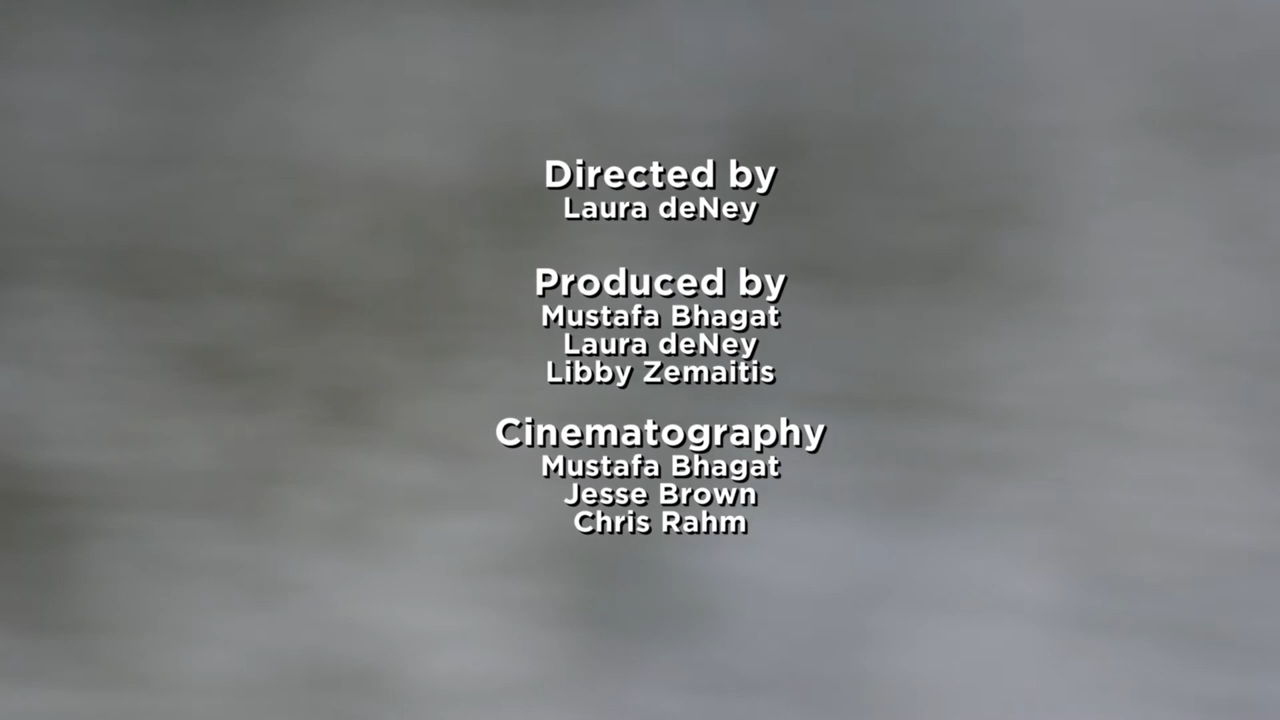 Directed by
Laura deNey
Produced by
Mustafa Bhagat
Laura deNey
Libby Zemaitis
Cinematography
Mustafa Bhagat
Jesse Brown
Chris Rahm